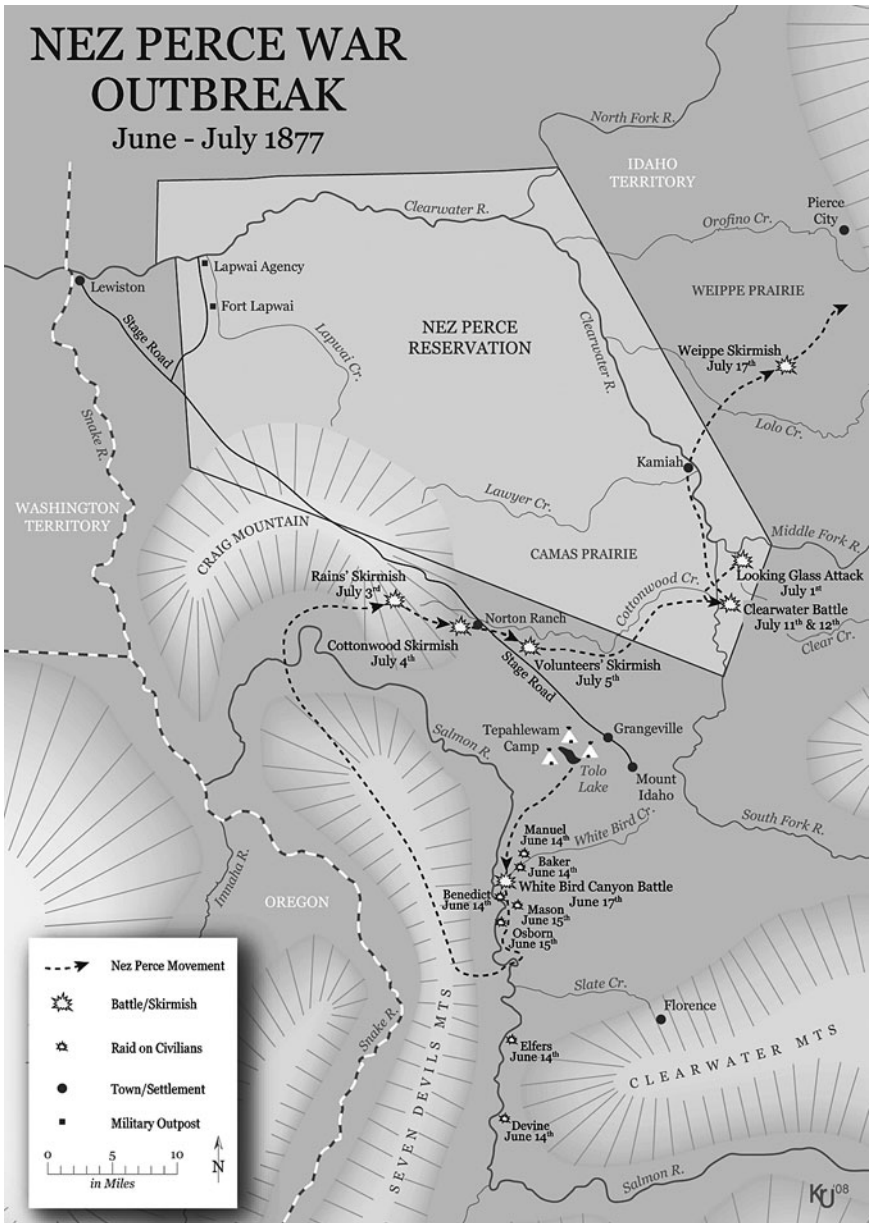 NEZ PERCE WAR
OUTBREAK
June - July 1877
North Fork R.
IDAHO
TERRITORY
Pierce
City
Clearwater R.
Orofino Cr.
Lapwai Agency
Lewiston
WEIPPE PRAIRIE
Fort Lapwai
Stage Road
NEZ PERCE
RESERVATION
Clearwater R.
Lapwai Cr.
Weippe Skirmish
July 17th
Snake R.
Lolo Cr.
Kamiah
Lawyer Cr.
WASHINGTON
TERRITORY
CRAIG MOUNTAIN
CAMAS PRAIRIE
Middle Fork R.
Rains' Skirmish
July 3rd
Looking Glass Attack
July 1st
Cottonwood Cr.
Norton Ranch
Clearwater Battle
July 11th & 12th
Clear Cr.
Cottonwood Skirmish
July 4th
Volunteers' Skirmish
July 5th
Stage Road
Salmon R.
Tepahlewam
Camp
Grangeville
Tolo
Lake
Mount
Idaho
South Fork R.
White Bird Cr.
Manuel
June 14th
Baker
June 14th
Imnaha R.
White Bird Canyon Battle
June 17th
Benedict
June 14th
Mason
June 15th
OREGON
Osborn
June 15th
Slate Cr.
Florence
Snake R.
SEVEN DEVILS MTS
Elfers
June 14th
CLEARWATER MTS
Devine
June 14th
Salmon R.
Nez Perce Movement
Battle/Skirmish
Raid on Civilians
Town/Settlement
Military Outpost
0 5 10
in Miles
N
KU '08